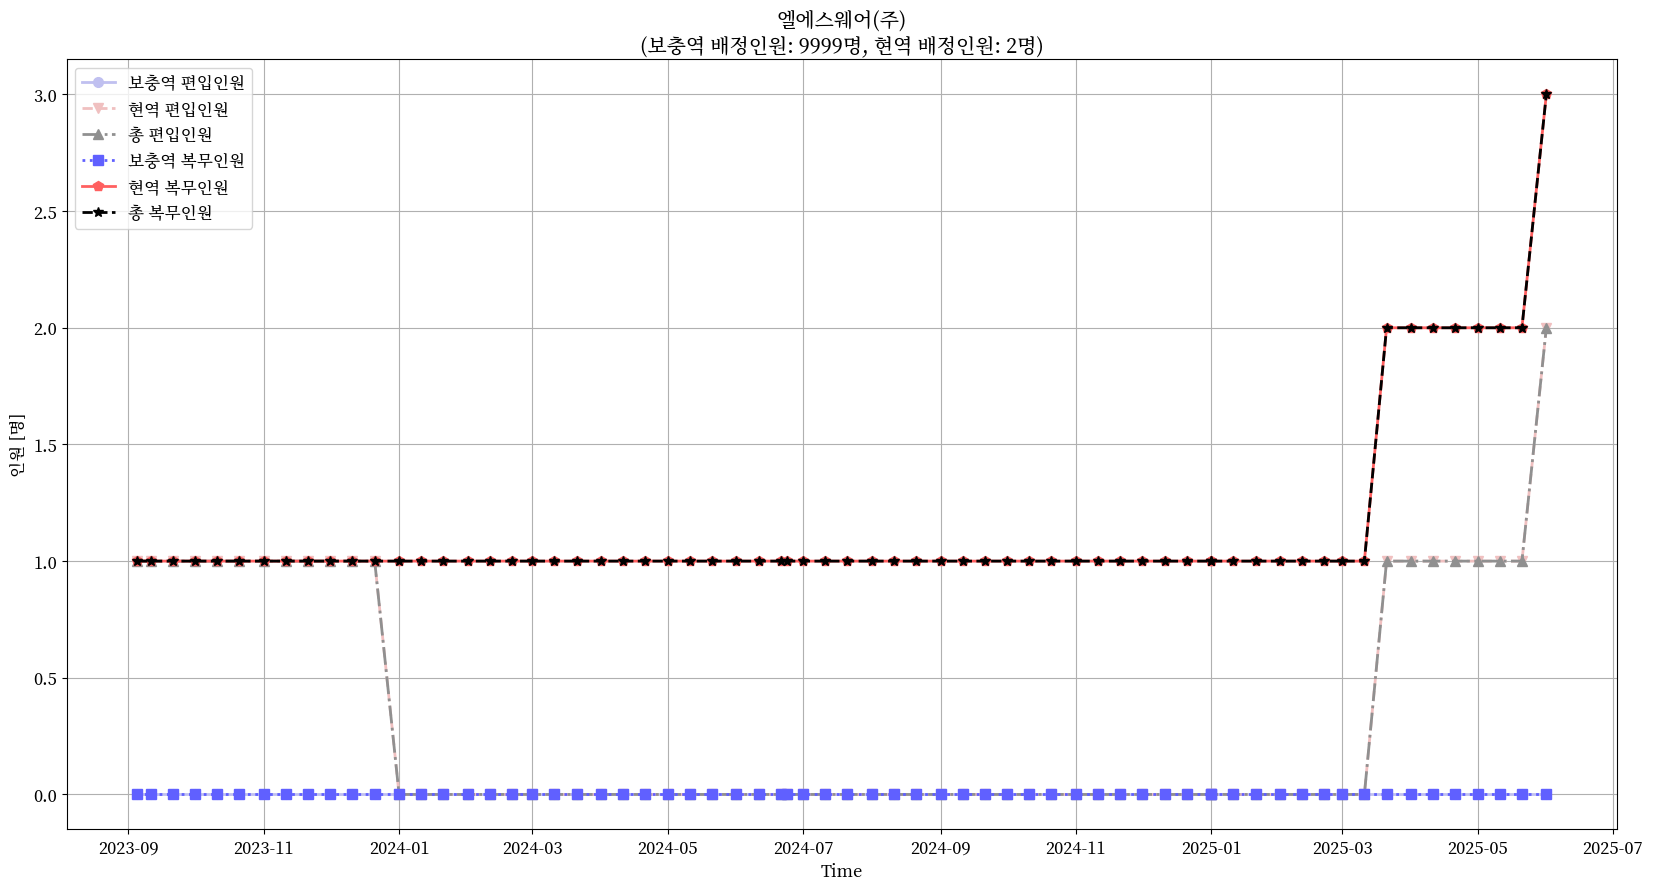 엘에스웨어(주)
(보충역 배정인원: 9999명, 현역 배정인원: 2명)
보충역 편입인원
현역 편입인원
총 편입인원
보충역 복무인원
현역 복무인원
총 복무인원
3.0
2.5
2.0
1.5
1.0
0.5
0.0
인원 [명]
2023-09 2023-11 2024-01 2024-03 2024-05 2024-07 2024-09 2024-11 2025-01 2025-03 2025-05 2025-07
Time